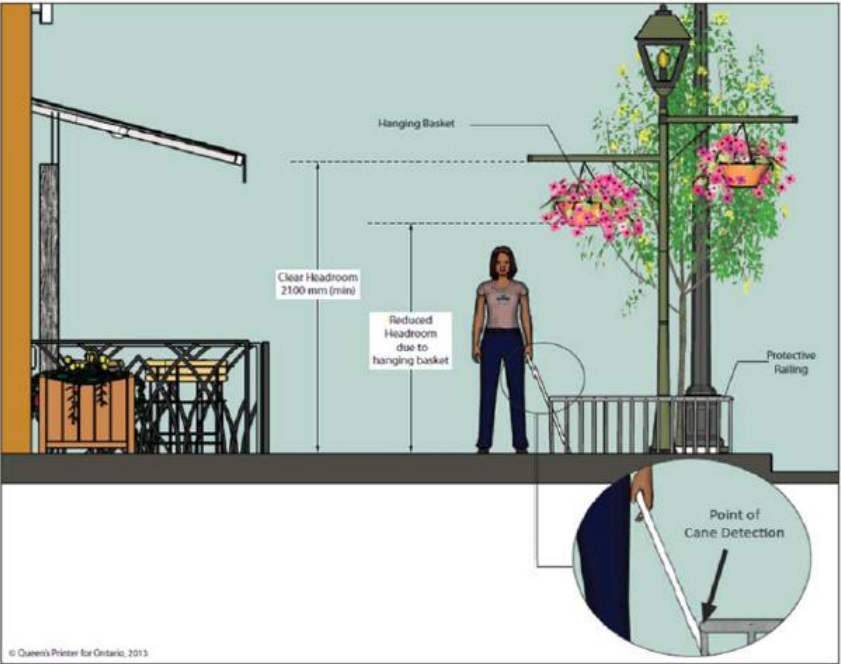 Hanging Basket
Clear Headroom
2100 mm (min)
Reduced
Headroom
due to
hanging basket
Protective
Railing
Point of
Cane Detection
© Queen's Printer for Ontario, 2013